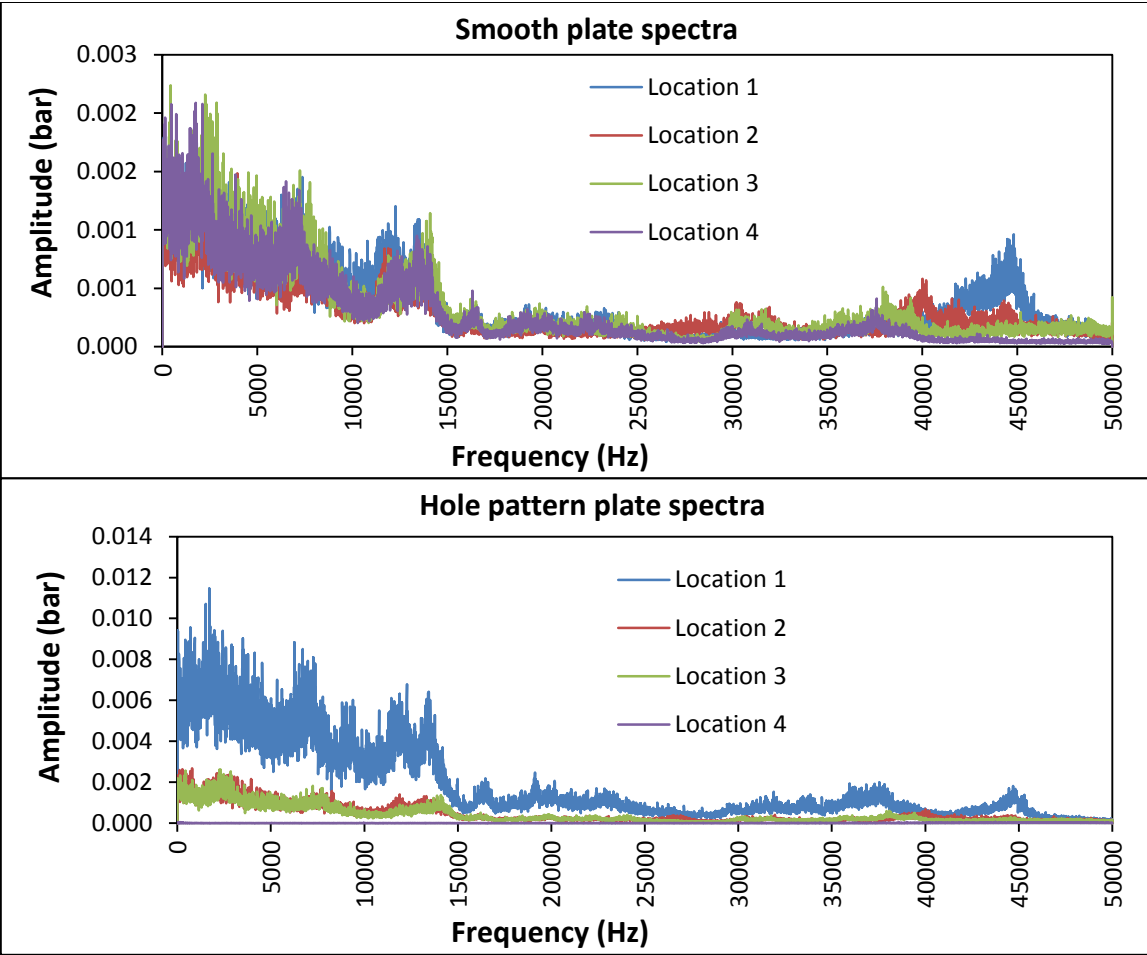 Smooth plate spectra
Amplitude (bar)
0.003
0.002
0.002
0.001
0.001
0.000
Location 1
Location 2
Location 3
Location 4
0
5000
10000
15000
20000
25000
30000
35000
40000
45000
50000
Frequency (Hz)
Hole pattern plate spectra
Amplitude (bar)
0.014
0.012
0.010
0.008
0.006
0.004
0.002
0.000
Location 1
Location 2
Location 3
Location 4
0
5000
10000
15000
20000
25000
30000
35000
40000
45000
50000
Frequency (Hz)